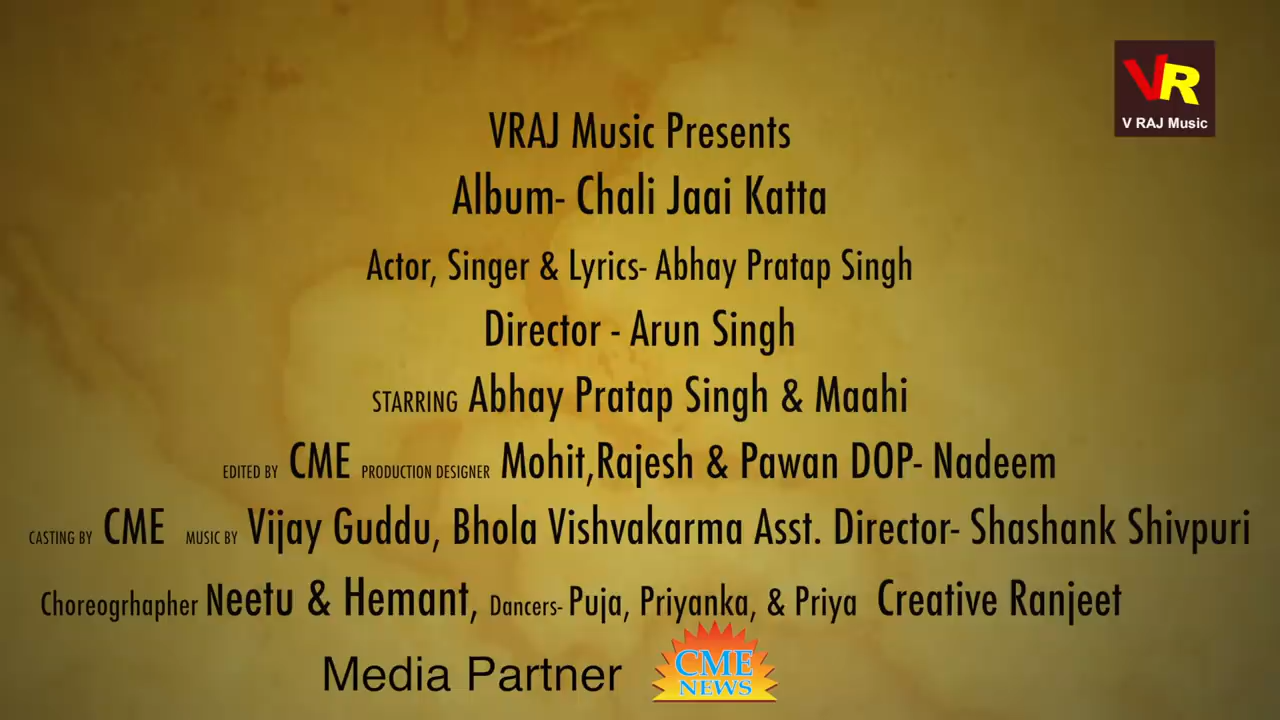 VR
V RAJ Music
VRAJ Music Presents
Album- Chali Jaai Katta
Actor, Singer & Lyrics- Abhay Pratap Singh
Director - Arun Singh
STARRING Abhay Pratap Singh & Maahi
EDITED BY CME PRODUCTION DESIGNER Mohit,Rajesh & Pawan DOP- Nadeem
CASTING BY CME MUSIC BY Vijay Guddu, Bhola Vishvakarma Asst. Director- Shashank Shivpuri
Choreogrhapher Neetu & Hemant, Dancers- Puja, Priyanka, & Priya Creative Ranjeet
Media Partner CME
NEWS